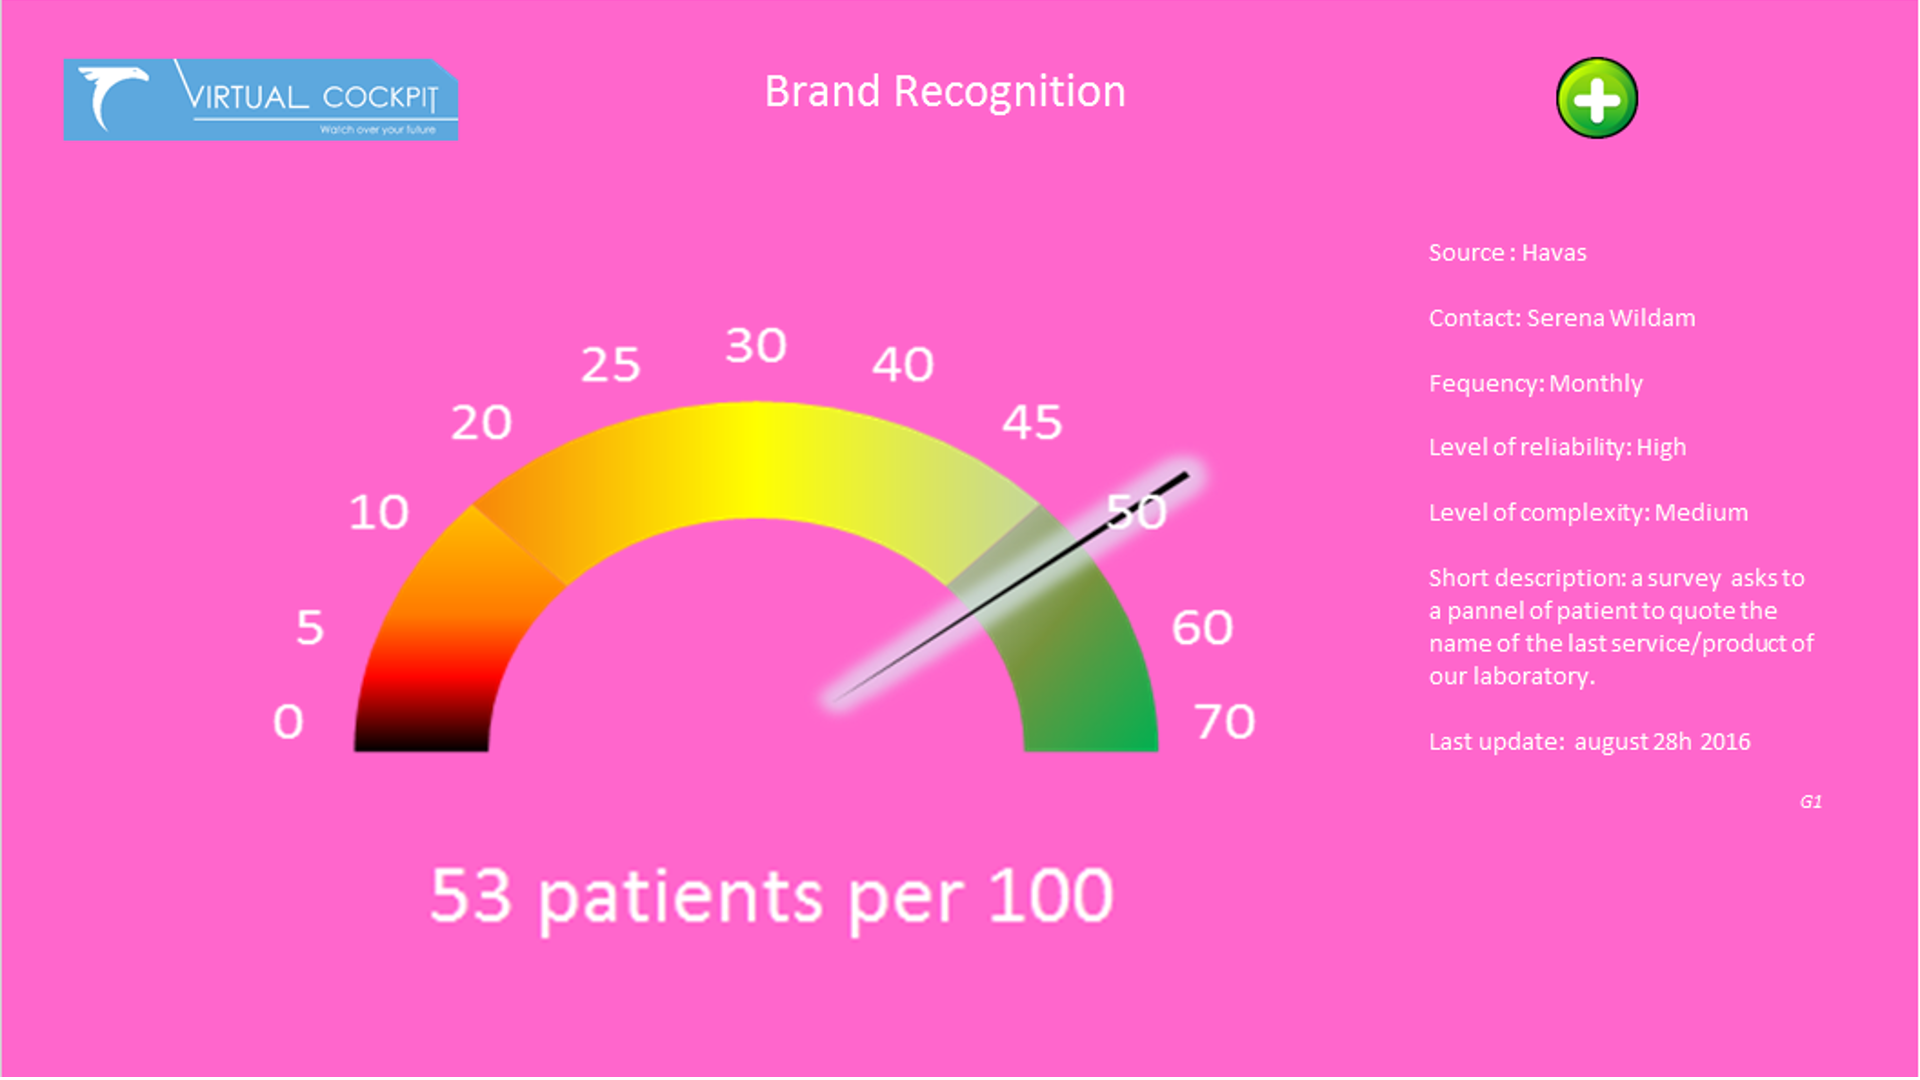 VIRTUAL COCKPIT
Watch over your future
Brand Recognition
Source : Havas
Contact: Serena Wildam
Fequency: Monthly
Level of reliability: High
Level of complexity: Medium
Short description: a survey asks to
a pannel of patient to quote the
name of the last service/product of
our laboratory.
Last update: august 28h 2016
G1
0
5
10
20
25
30
40
45
50
60
70
53 patients per 100